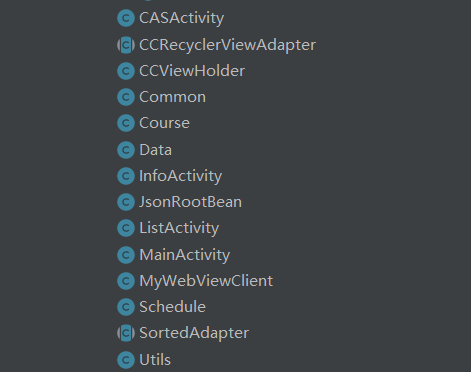 CASActivity
CCRecyclerViewAdapter
CCViewHolder
Common
Course
Data
InfoActivity
JsonRootBean
ListActivity
MainActivity
MyWebViewClient
Schedule
SortedAdapter
Utils